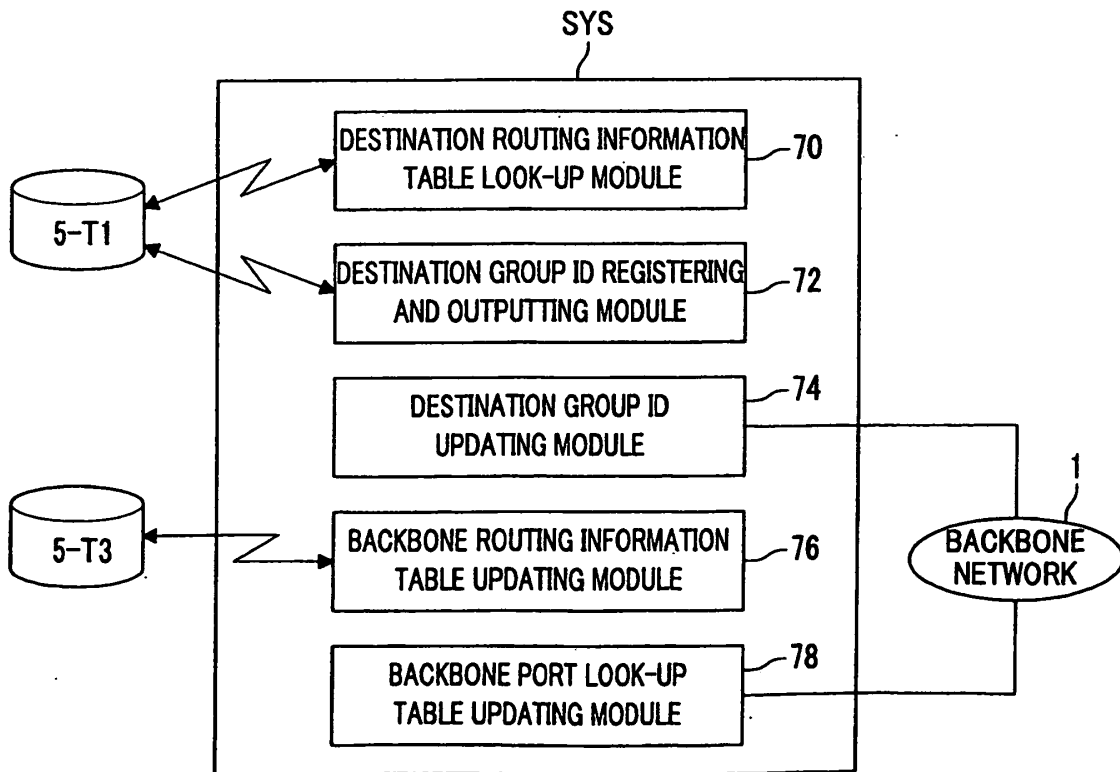 SYS
DESTINATION ROUTING INFORMATION
TABLE LOOK-UP MODULE
70
5-T1
DESTINATION GROUP ID REGISTERING
AND OUTPUTTING MODULE
72
DESTINATION GROUP ID
UPDATING MODULE
74
1
BACKBONE
NETWORK
5-T3
BACKBONE ROUTING INFORMATION
TABLE UPDATING MODULE
76
BACKBONE PORT LOOK-UP
TABLE UPDATING MODULE
78